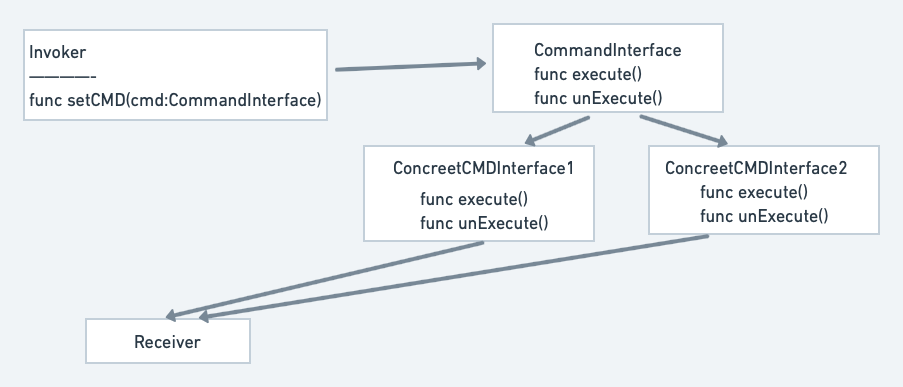 Invoker
—————-
func setCMD(cmd:CommandInterface)
CommandInterface
func execute()
func unExecute()
ConcreetCMDInterface1
func execute()
func unExecute()
ConcreetCMDInterface2
func execute()
func unExecute()
Receiver